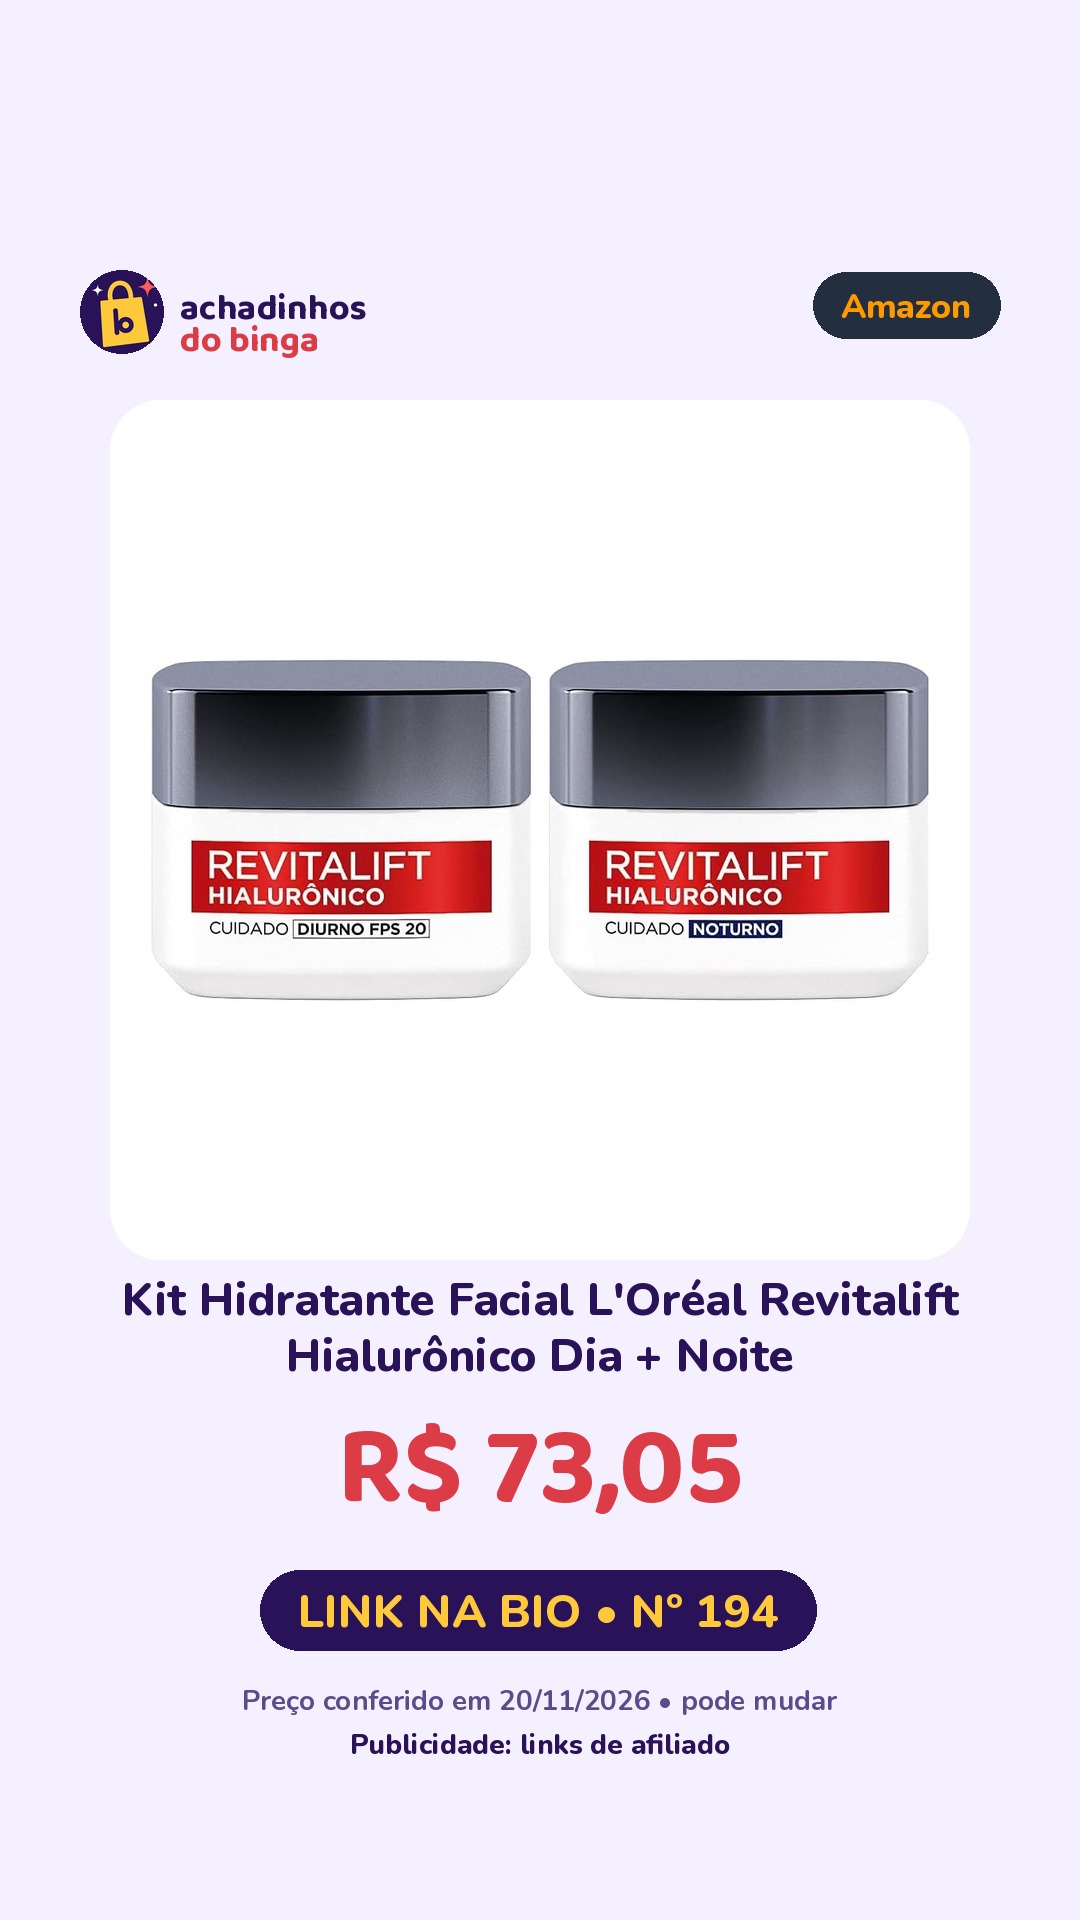 b
achadinhos
do binga
Amazon
REVITALIFT
HIALURÔNICO
CUIDADO DIURNO FPS 20
REVITALIFT
HIALURÔNICO
CUIDADO NOTURNO
Kit Hidratante Facial L'Oréal Revitalift
Hialurônico Dia + Noite
R$ 73,05
LINK NA BIO • Nº 194
Preço conferido em 20/11/2026 • pode mudar
Publicidade: links de afiliado